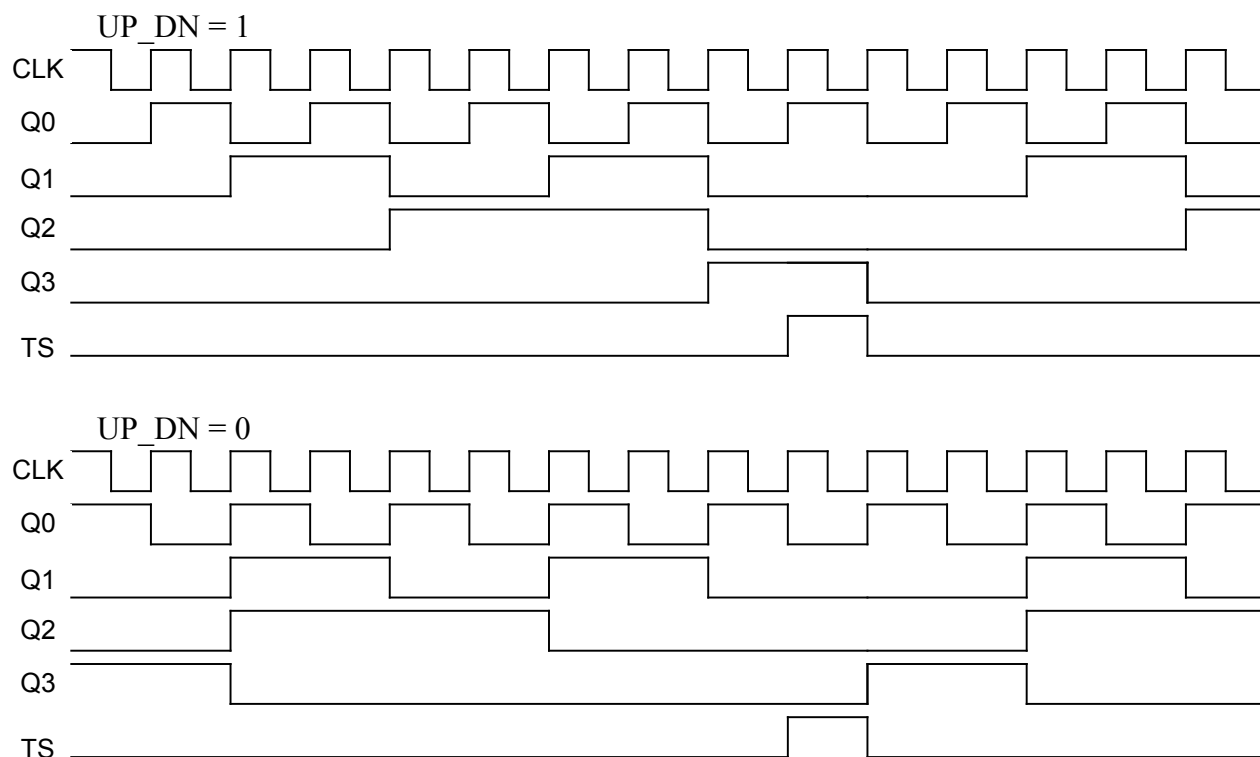 UP_DN = 1
CLK
Q0
Q1
Q2
Q3
TS
UP_DN = 0
CLK
Q0
Q1
Q2
Q3
TS